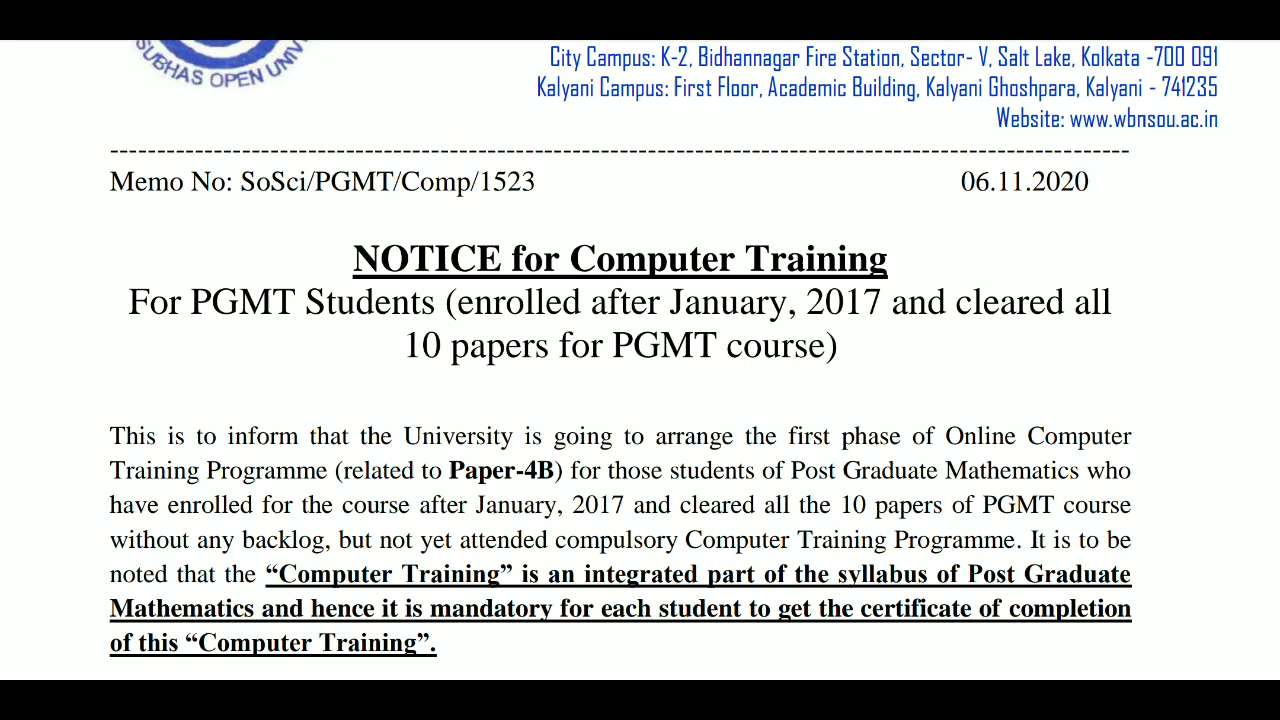 SUBHAS OPEN UNIV
City Campus: K-2, Bidhannagar Fire Station, Sector- V, Salt Lake, Kolkata -700 091
Kalyani Campus: First Floor, Academic Building, Kalyani Ghoshpara, Kalyani - 741235
Website: www.wbnsou.ac.in
Memo No: SoSci/PGMT/Comp/1523 06.11.2020
NOTICE for Computer Training
For PGMT Students (enrolled after January, 2017 and cleared all
10 papers for PGMT course)
This is to inform that the University is going to arrange the first phase of Online Computer
Training Programme (related to Paper-4B) for those students of Post Graduate Mathematics who
have enrolled for the course after January, 2017 and cleared all the 10 papers of PGMT course
without any backlog, but not yet attended compulsory Computer Training Programme. It is to be
noted that the “Computer Training” is an integrated part of the syllabus of Post Graduate
Mathematics and hence it is mandatory for each student to get the certificate of completion
of this “Computer Training”.